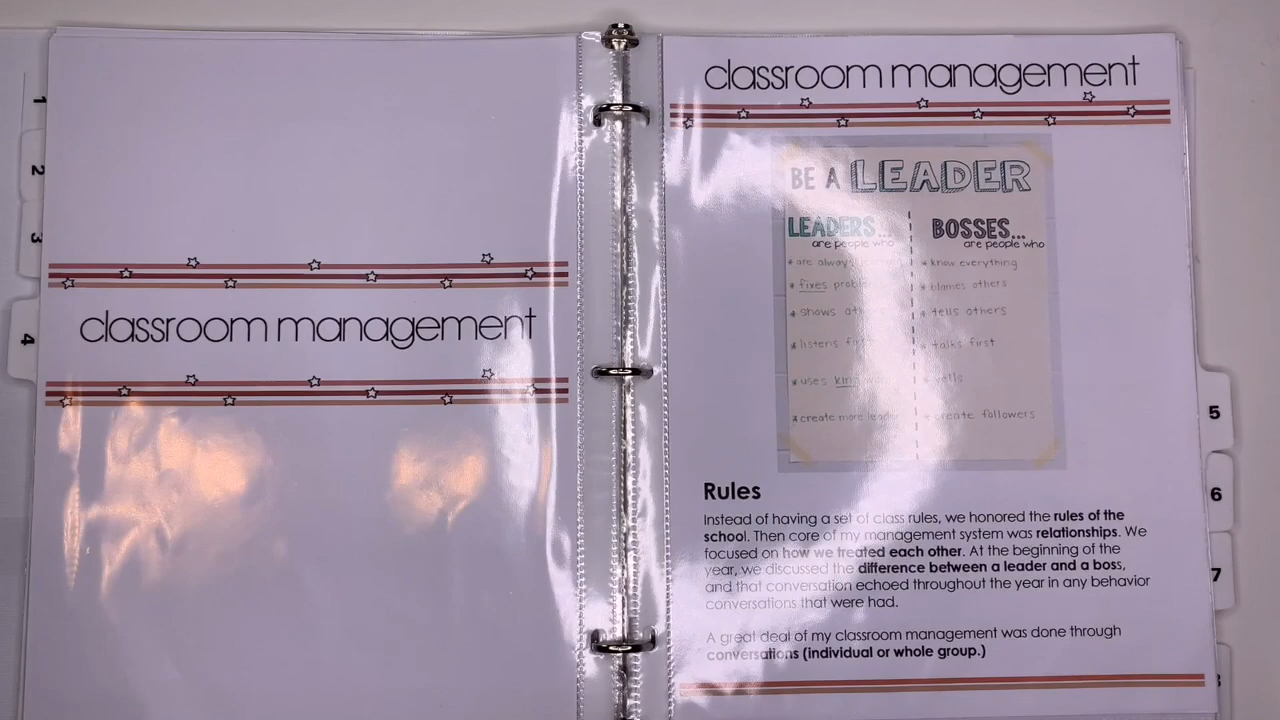 1
2
3
4
classroom management
classroom management
BE A LEADER
LEADERS...
are people who
* are always
* fixes
* shows
* listens
* uses kind
* create more
BOSSES...
are people who
* know everything
* blames others
* tells others
* talks first
* yells
* create followers
Rules
Instead of having a set of class rules, we honored the rules of the
school. Then core of my management system was relationships. We
focused on how we treated each other. At the beginning of the
year, we discussed the difference between a leader and a boss,
and that conversation echoed throughout the year in any behavior
conversations that were had.
A great deal of my classroom management was done through
conversations (individual or whole group.)
5
6
7